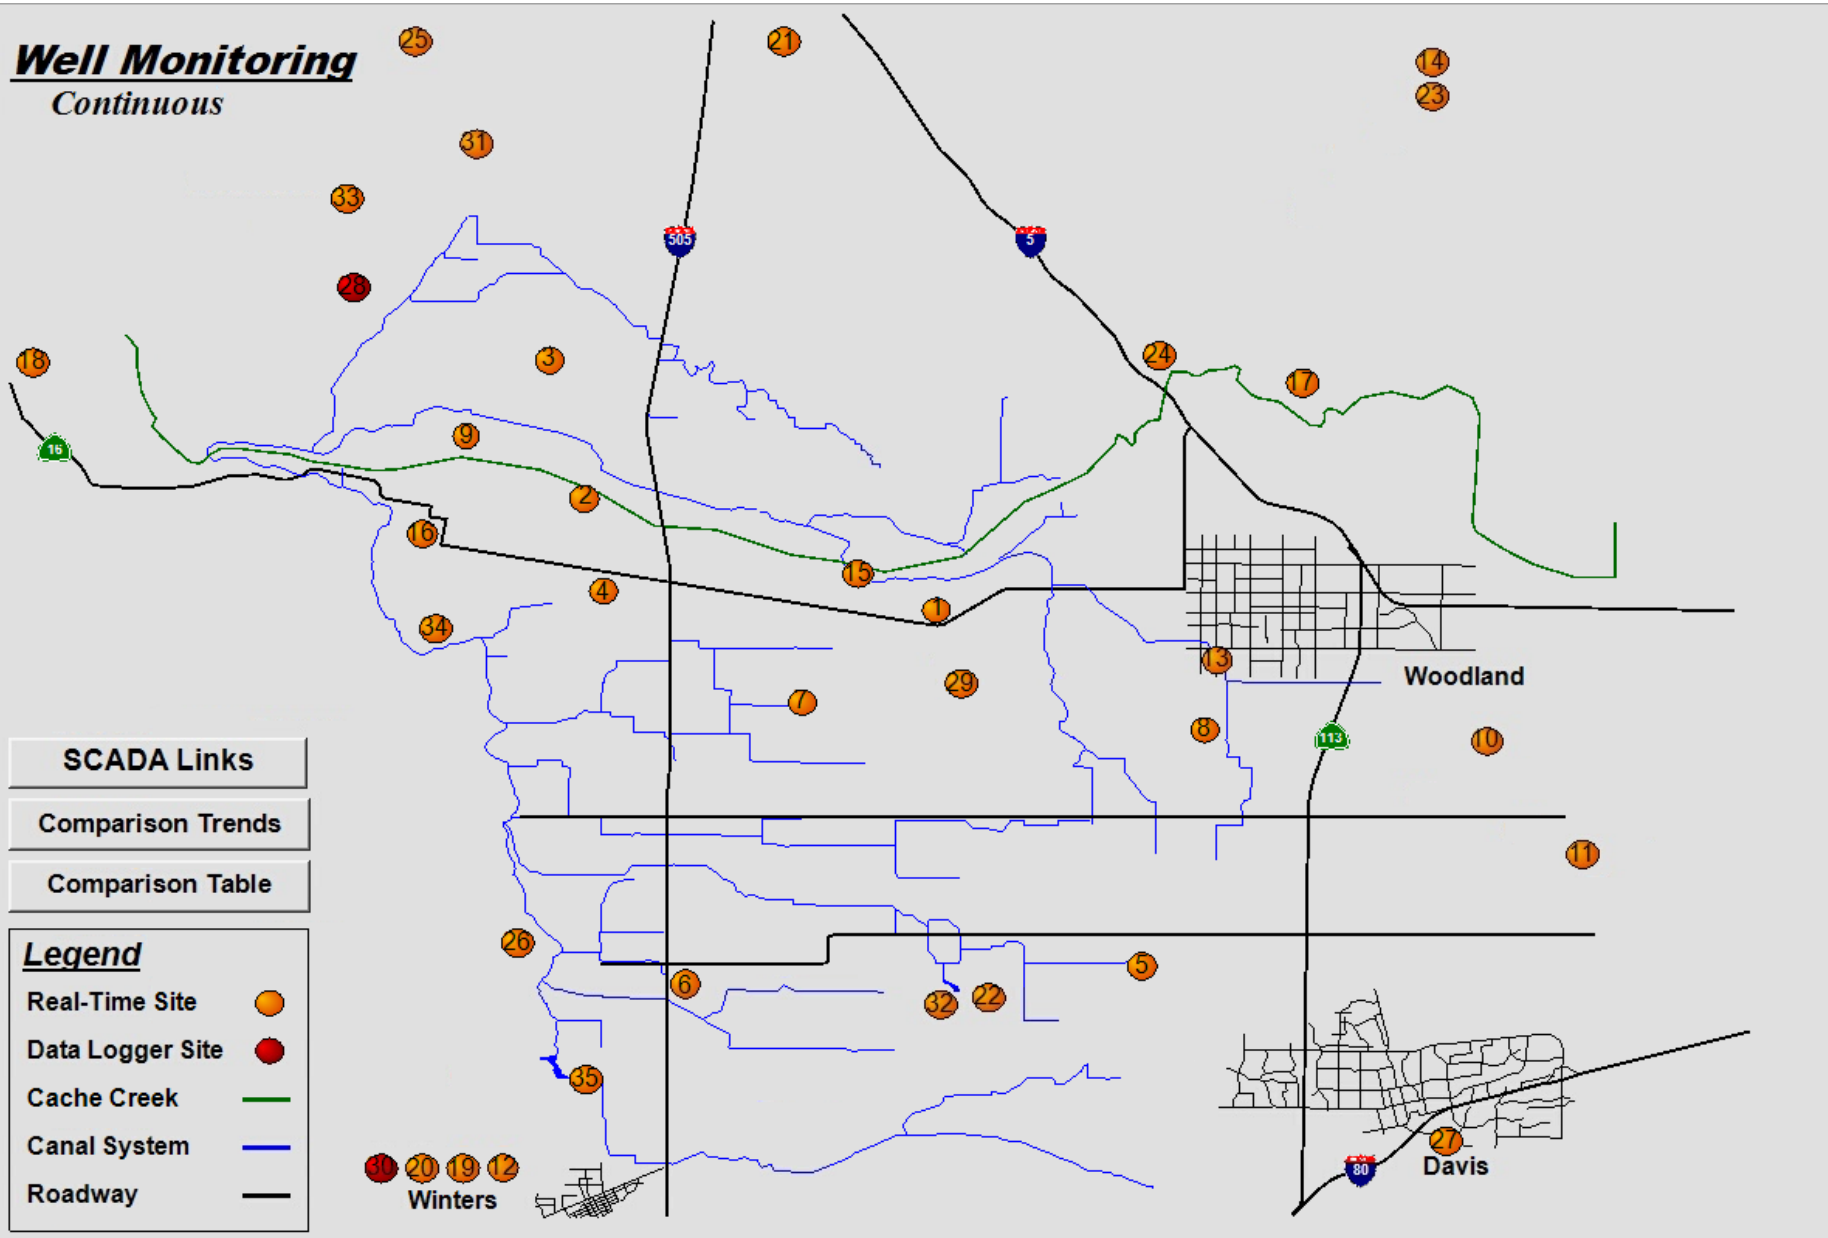 Well Monitoring
Continuous
25
21
14
23
31
33
505
5
28
18
3
24
17
16
9
2
16
15
4
1
34
13
Woodland
29
7
8
113
10
SCADA Links
Comparison Trends
11
Comparison Table
Legend
26
5
6
32
22
Real-Time Site
Data Logger Site
35
Cache Creek
Canal System
27
Davis
80
30 20 19 12
Roadway
Winters